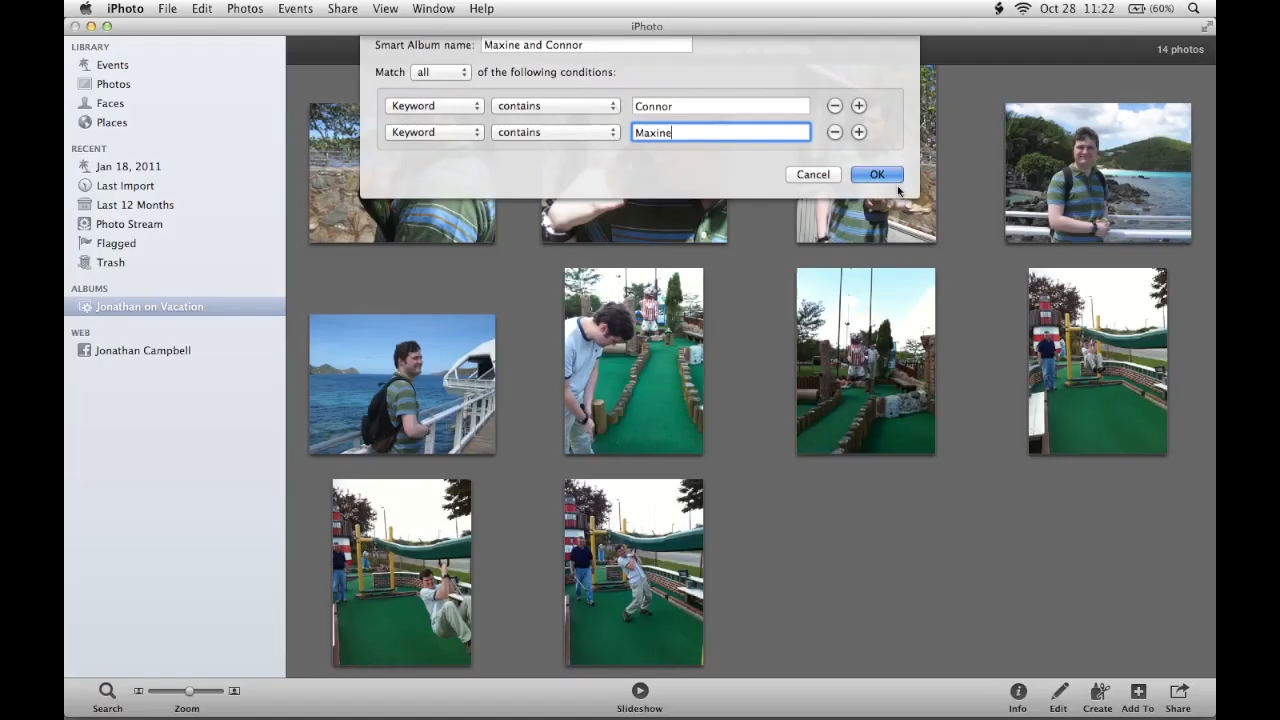 iPhoto File Edit Photos Events Share View Window Help Oct 28 11:22 (60%)
iPhoto
LIBRARY
Events
Photos
Faces
Places
RECENT
Jan 18, 2011
Last Import
Last 12 Months
Photo Stream
Flagged
Trash
ALBUMS
Jonathan on Vacation
WEB
Jonathan Campbell
Smart Album name: Maxine and Connor
14 photos
Match all of the following conditions:
Keyword contains Connor
Keyword contains Maxine
Cancel OK
Search Zoom Slideshow Info Edit Create Add To Share